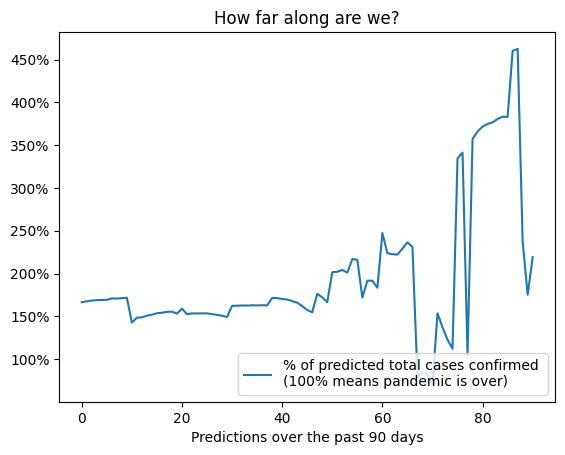 How far along are we?
450%
400%
350%
300%
250%
200%
150%
100%
% of predicted total cases confirmed
(100% means pandemic is over)
0 20 40 60 80
Predictions over the past 90 days